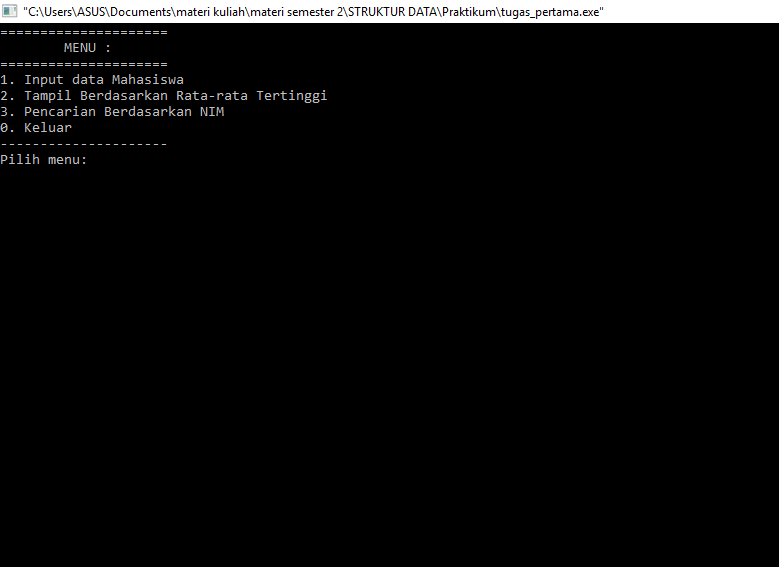 "C:\Users\ASUS\Documents\materi kuliah\materi semester 2\STRUKTUR DATA\Praktikum\tugas_pertama.exe"
=====================
MENU :
=====================
1. Input data Mahasiswa
2. Tampil Berdasarkan Rata-rata Tertinggi
3. Pencarian Berdasarkan NIM
0. Keluar
---------------------
Pilih menu: